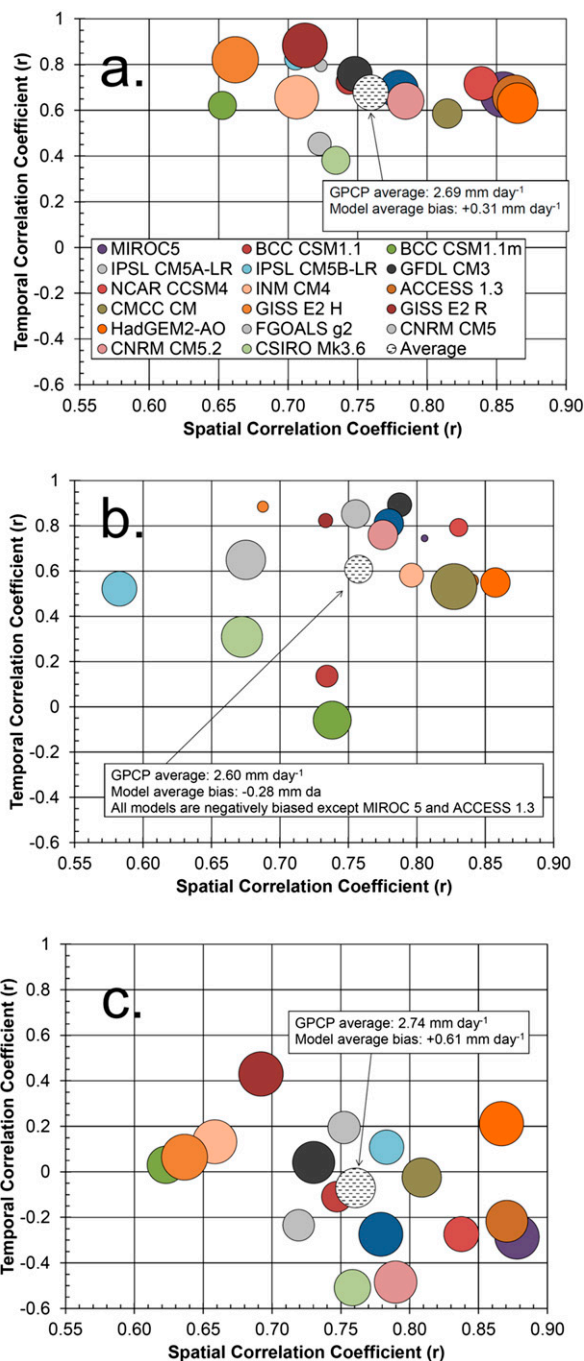 1
0.8
0.6
0.4
0.2
0
-0.2
-0.4
-0.6
Temporal Correlation Coefficient (r)
a.
GPCP average: 2.69 mm day-1
Model average bias: +0.31 mm day-1
MIROC5 BCC CSM1.1 BCC CSM1.1m
IPSL CM5A-LR IPSL CM5B-LR GFDL CM3
NCAR CCSM4 INM CM4 ACCESS 1.3
CMCC CM GISS E2 H GISS E2 R
HadGEM2-AO FGOALS g2 CNRM CM5
CNRM CM5.2 CSIRO Mk3.6 Average
0.55 0.60 0.65 0.70 0.75 0.80 0.85 0.90
Spatial Correlation Coefficient (r)
1
0.8
0.6
0.4
0.2
0
-0.2
-0.4
-0.6
Temporal Correlation Coefficient (r)
b.
GPCP average: 2.60 mm day-1
Model average bias: -0.28 mm da
All models are negatively biased except MIROC 5 and ACCESS 1.3
0.55 0.60 0.65 0.70 0.75 0.80 0.85 0.90
Spatial Correlation Coefficient (r)
1
0.8
0.6
0.4
0.2
0
-0.2
-0.4
-0.6
Temporal Correlation Coefficient (r)
c.
GPCP average: 2.74 mm day-1
Model average bias: +0.61 mm day-1
0.55 0.60 0.65 0.70 0.75 0.80 0.85 0.90
Spatial Correlation Coefficient (r)